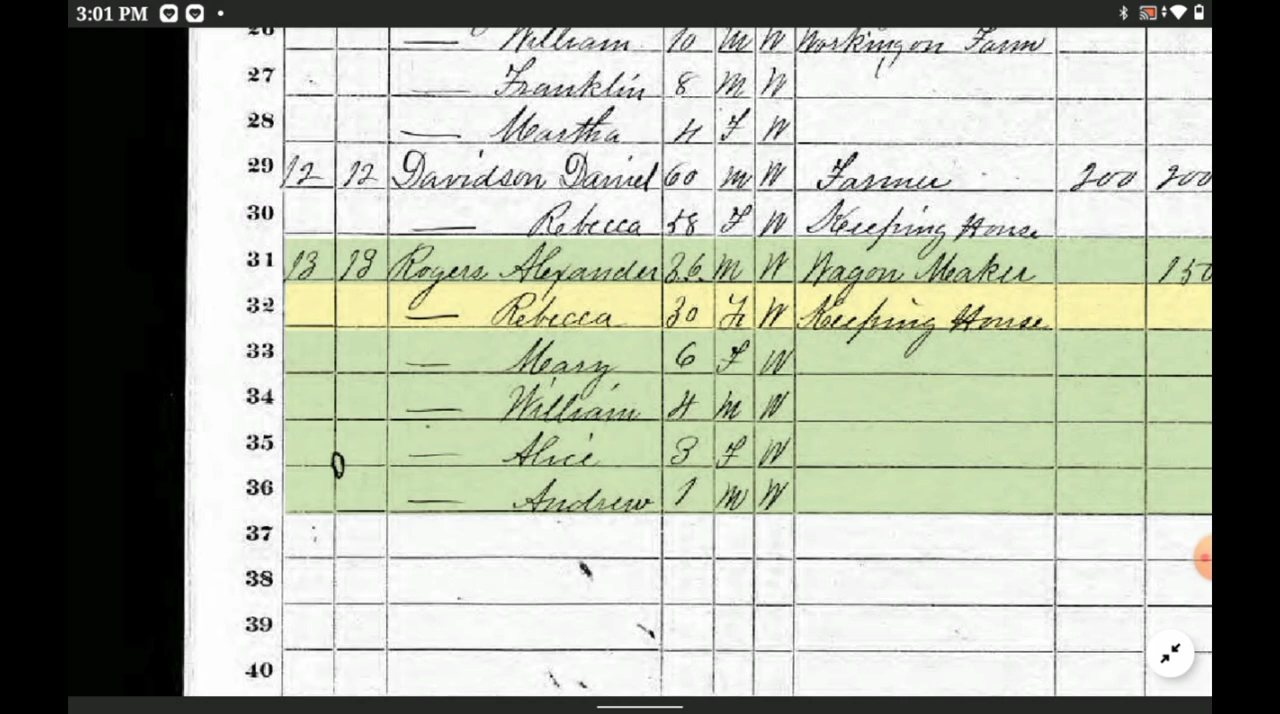 3:01 PM
26 — William 10 M W Working on Farm
27 — Franklin 8 M W
28 — Martha 4 F W
29 12 12 Davidson Daniel 60 M W Farmer 200 200
30 — Rebecca 58 F W Keeping House
31 13 13 Rogers Alexander 36 M W Wagon Maker 150
32 — Rebecca 30 F W Keeping House
33 — Mary 6 F W
34 — William 4 M W
35 — Alice 3 F W
36 — Andrew 1 M W
37
38
39
40